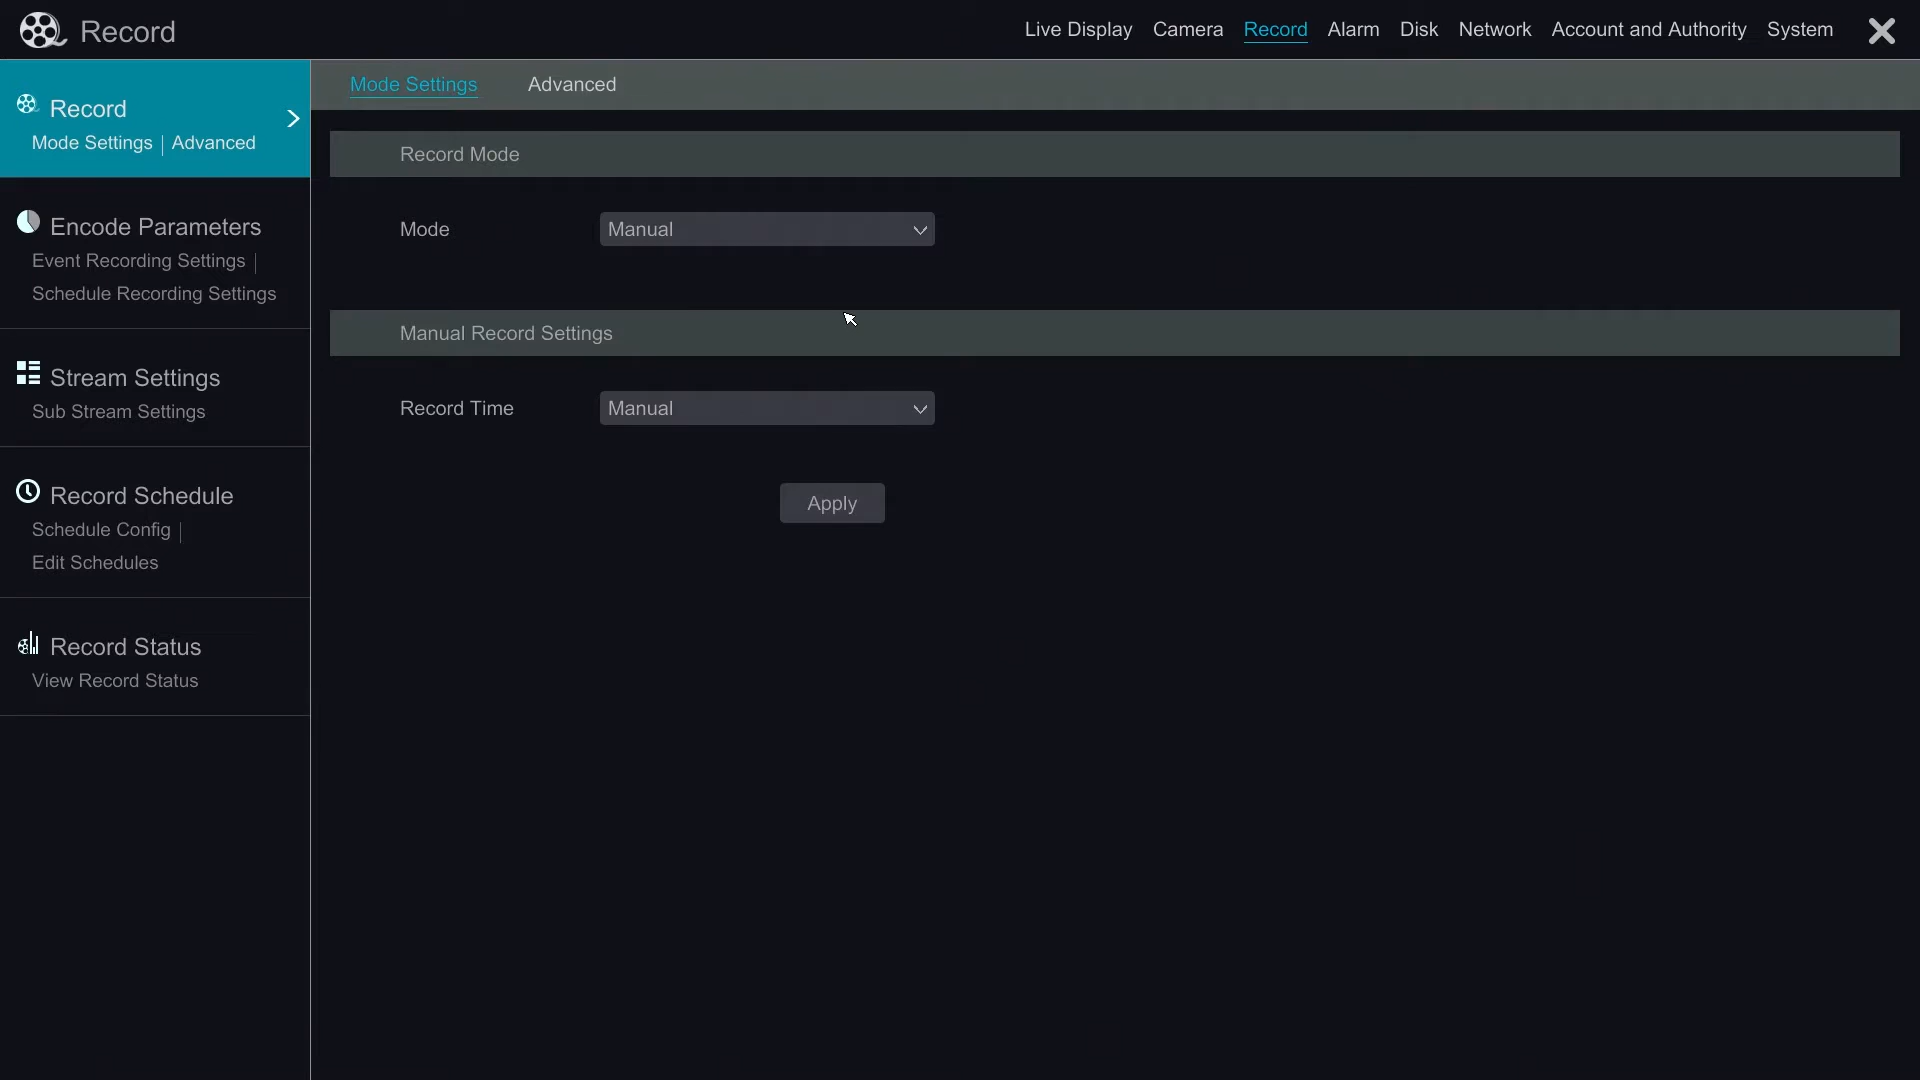 Record
Live Display Camera Record Alarm Disk Network Account and Authority System
Record
Mode Settings | Advanced
Encode Parameters
Event Recording Settings |
Schedule Recording Settings
Stream Settings
Sub Stream Settings
Record Schedule
Schedule Config |
Edit Schedules
Record Status
View Record Status
Mode Settings Advanced
Record Mode
Mode Manual
Manual Record Settings
Record Time Manual
Apply